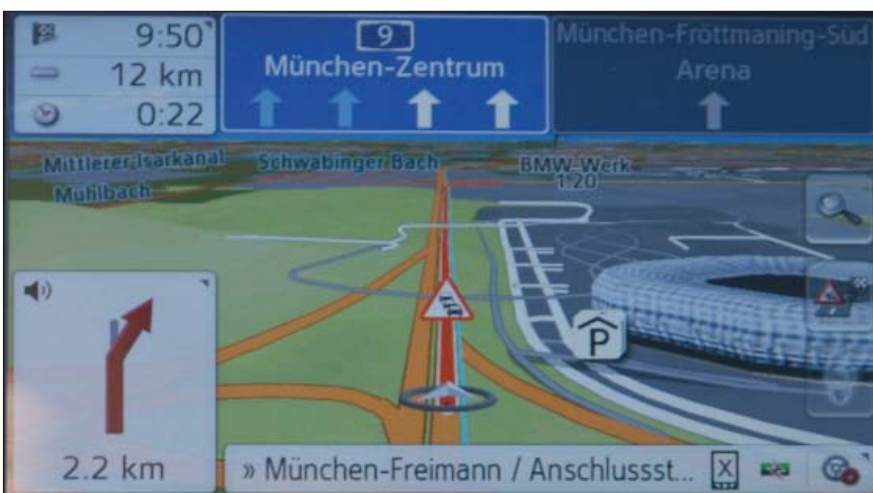 9:50
12 km
0:22
9
München-Zentrum
München-Fröttmaning-Süd
Arena
Mittlerer Isarkanal
Schwabinger Bach
BMW-Werk
1.20
Mühlbach
P
2.2 km
» München-Freimann / Anschlussst...
X